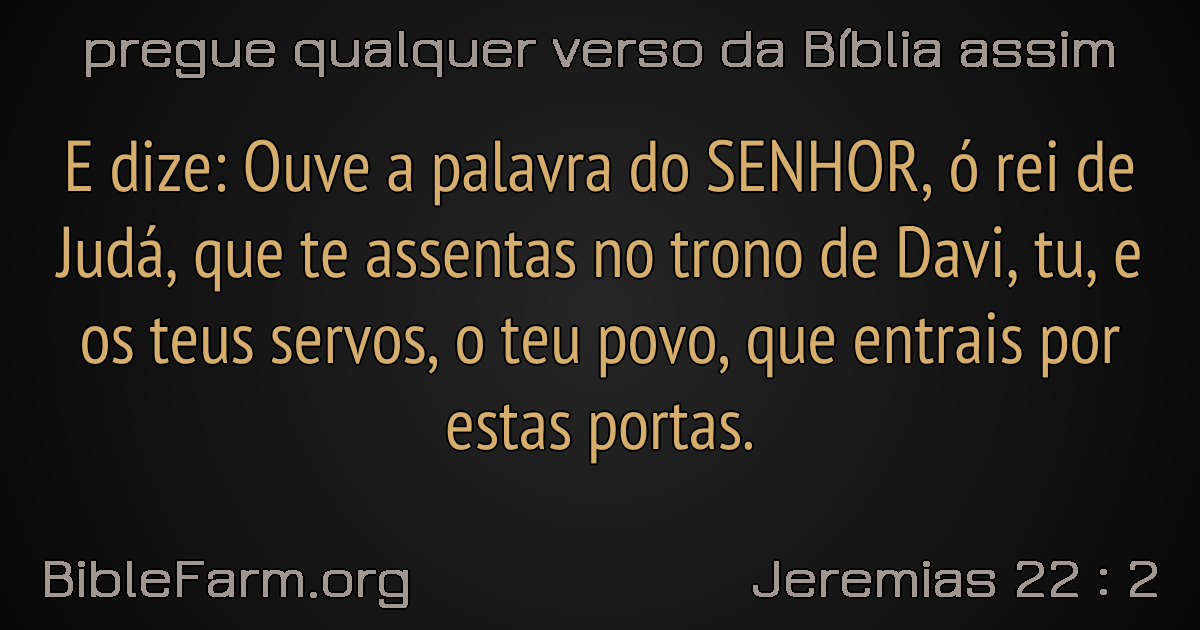 pregue qualquer verso da Bíblia assim
E dize: Ouve a palavra do SENHOR, ó rei de
Judá, que te assentas no trono de Davi, tu, e
os teus servos, o teu povo, que entrais por
estas portas.
BibleFarm.org
Jeremias 22 : 2